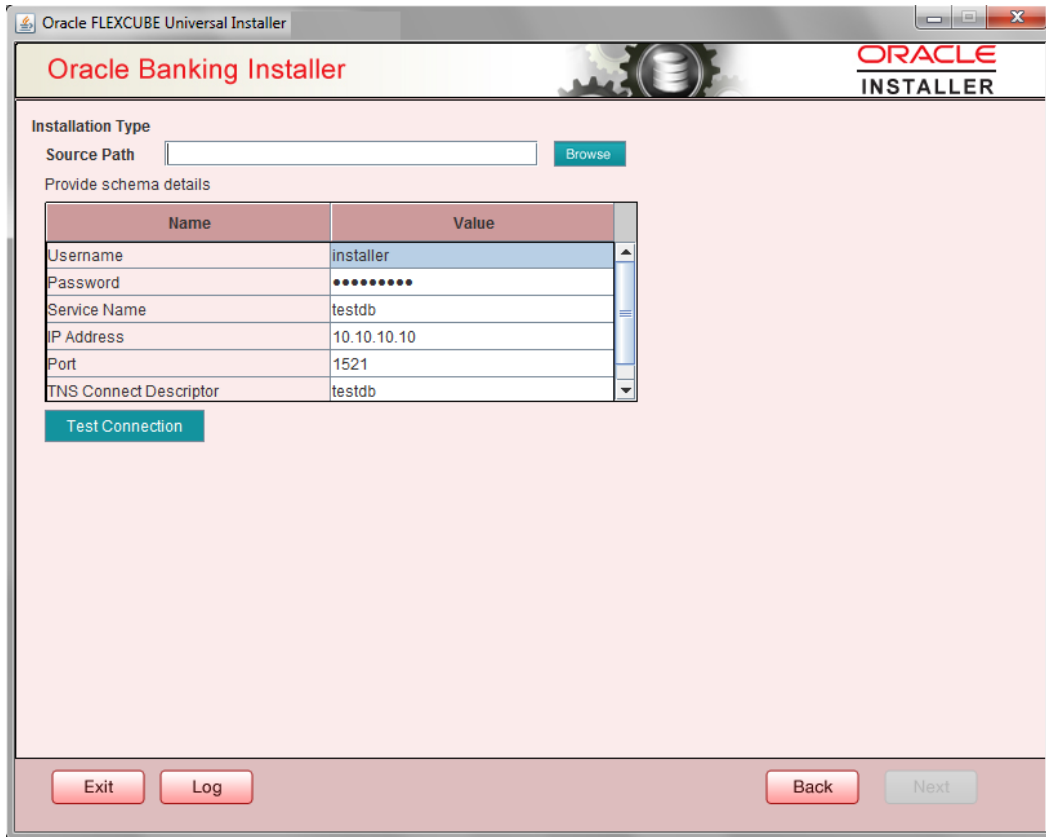 Oracle FLEXCUBE Universal Installer
Oracle Banking Installer
ORACLE
INSTALLER
Installation Type
Source Path
Browse
Provide schema details
Name Value
Username installer
Password •••••••••
Service Name testdb
IP Address 10.10.10.10
Port 1521
TNS Connect Descriptor testdb
Test Connection
Exit Log Back Next